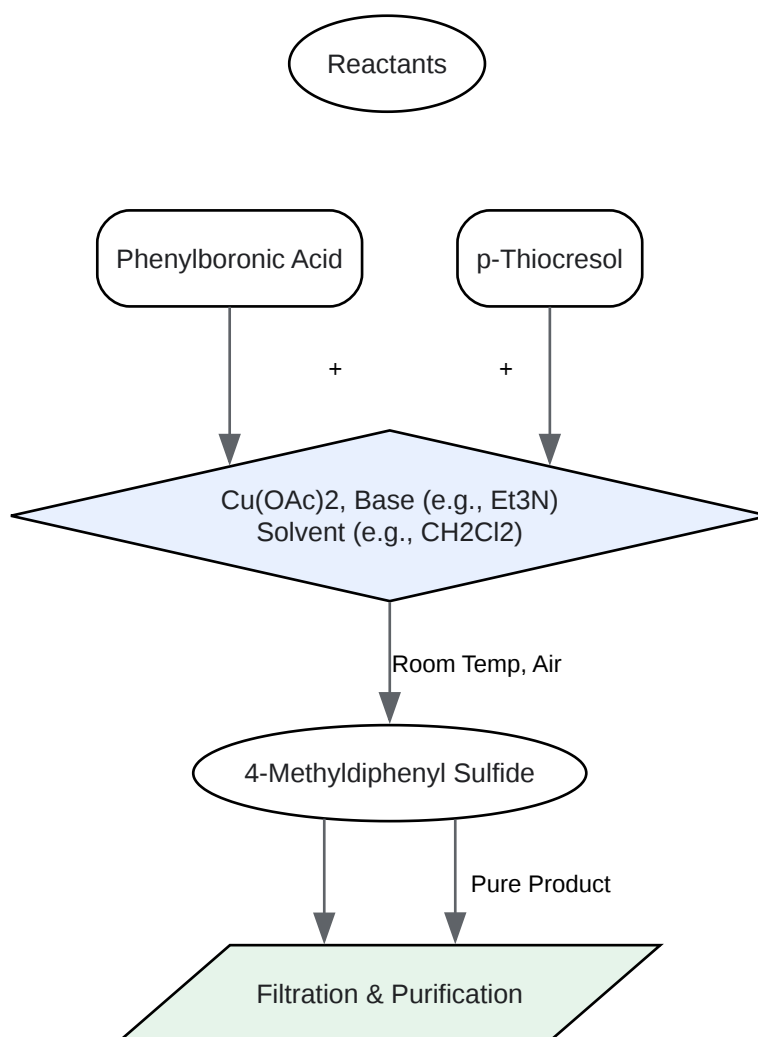 Reactants
Phenylboronic Acid
p-Thiocresol
+
+
Cu(OAc)2, Base (e.g., Et3N)
Solvent (e.g., CH2Cl2)
Room Temp, Air
4-Methyldiphenyl Sulfide
Pure Product
Filtration & Purification